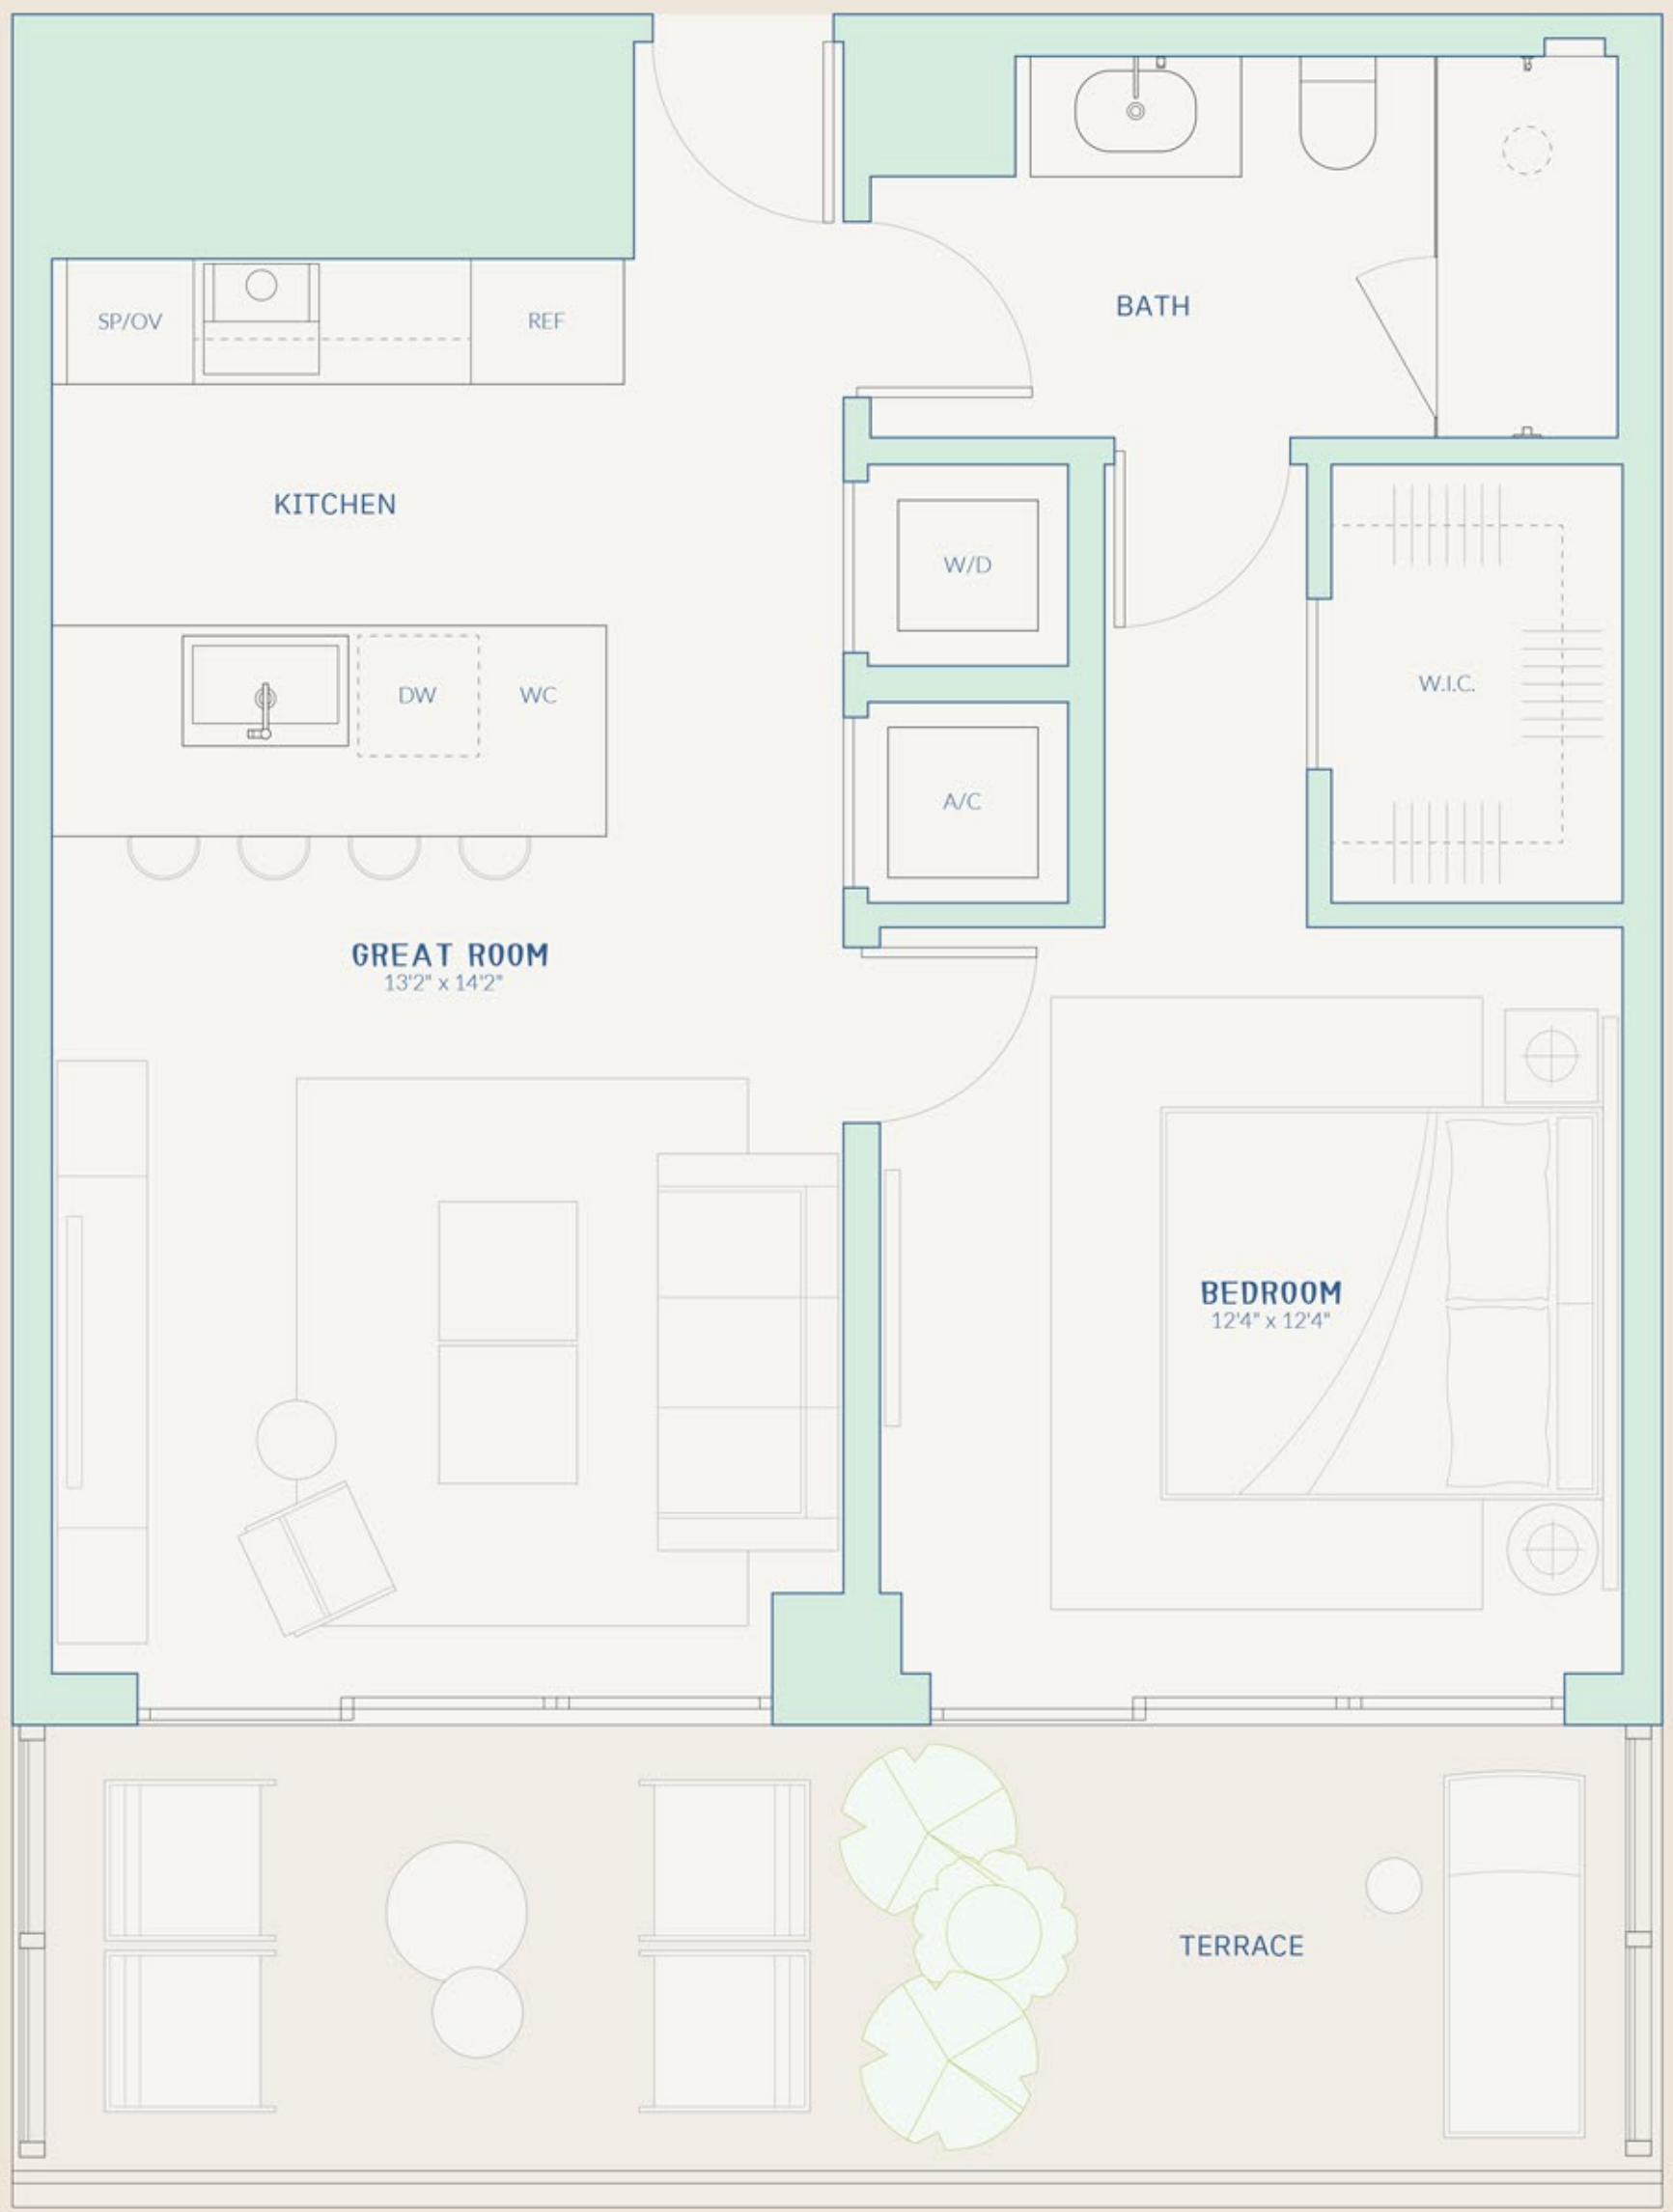 SP/OV
REF
BATH
KITCHEN
W/D
DW
WC
W.I.C.
A/C
GREAT ROOM
13'2" x 14'2"
BEDROOM
12'4" x 12'4"
TERRACE